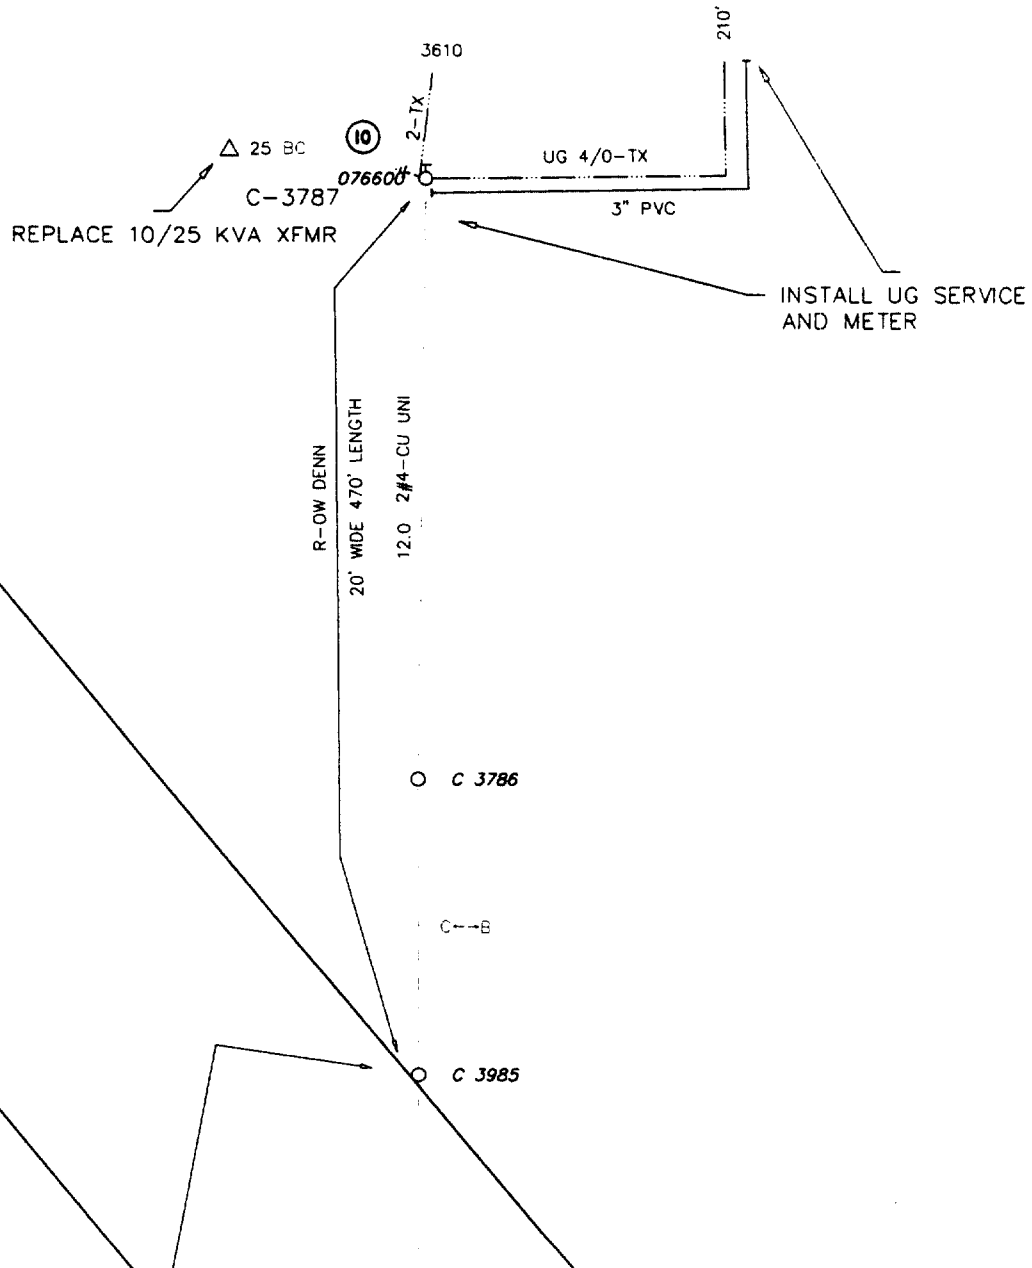 210'
3610
2-TX
10
25 BC
UG 4/0-TX
076600
C-3787
3" PVC
REPLACE 10/25 KVA XFMR
INSTALL UG SERVICE
AND METER
R-OW DENN
20' WIDE 470' LENGTH
12.0 2#4-CU UNI
C 3786
C--B
C 3985